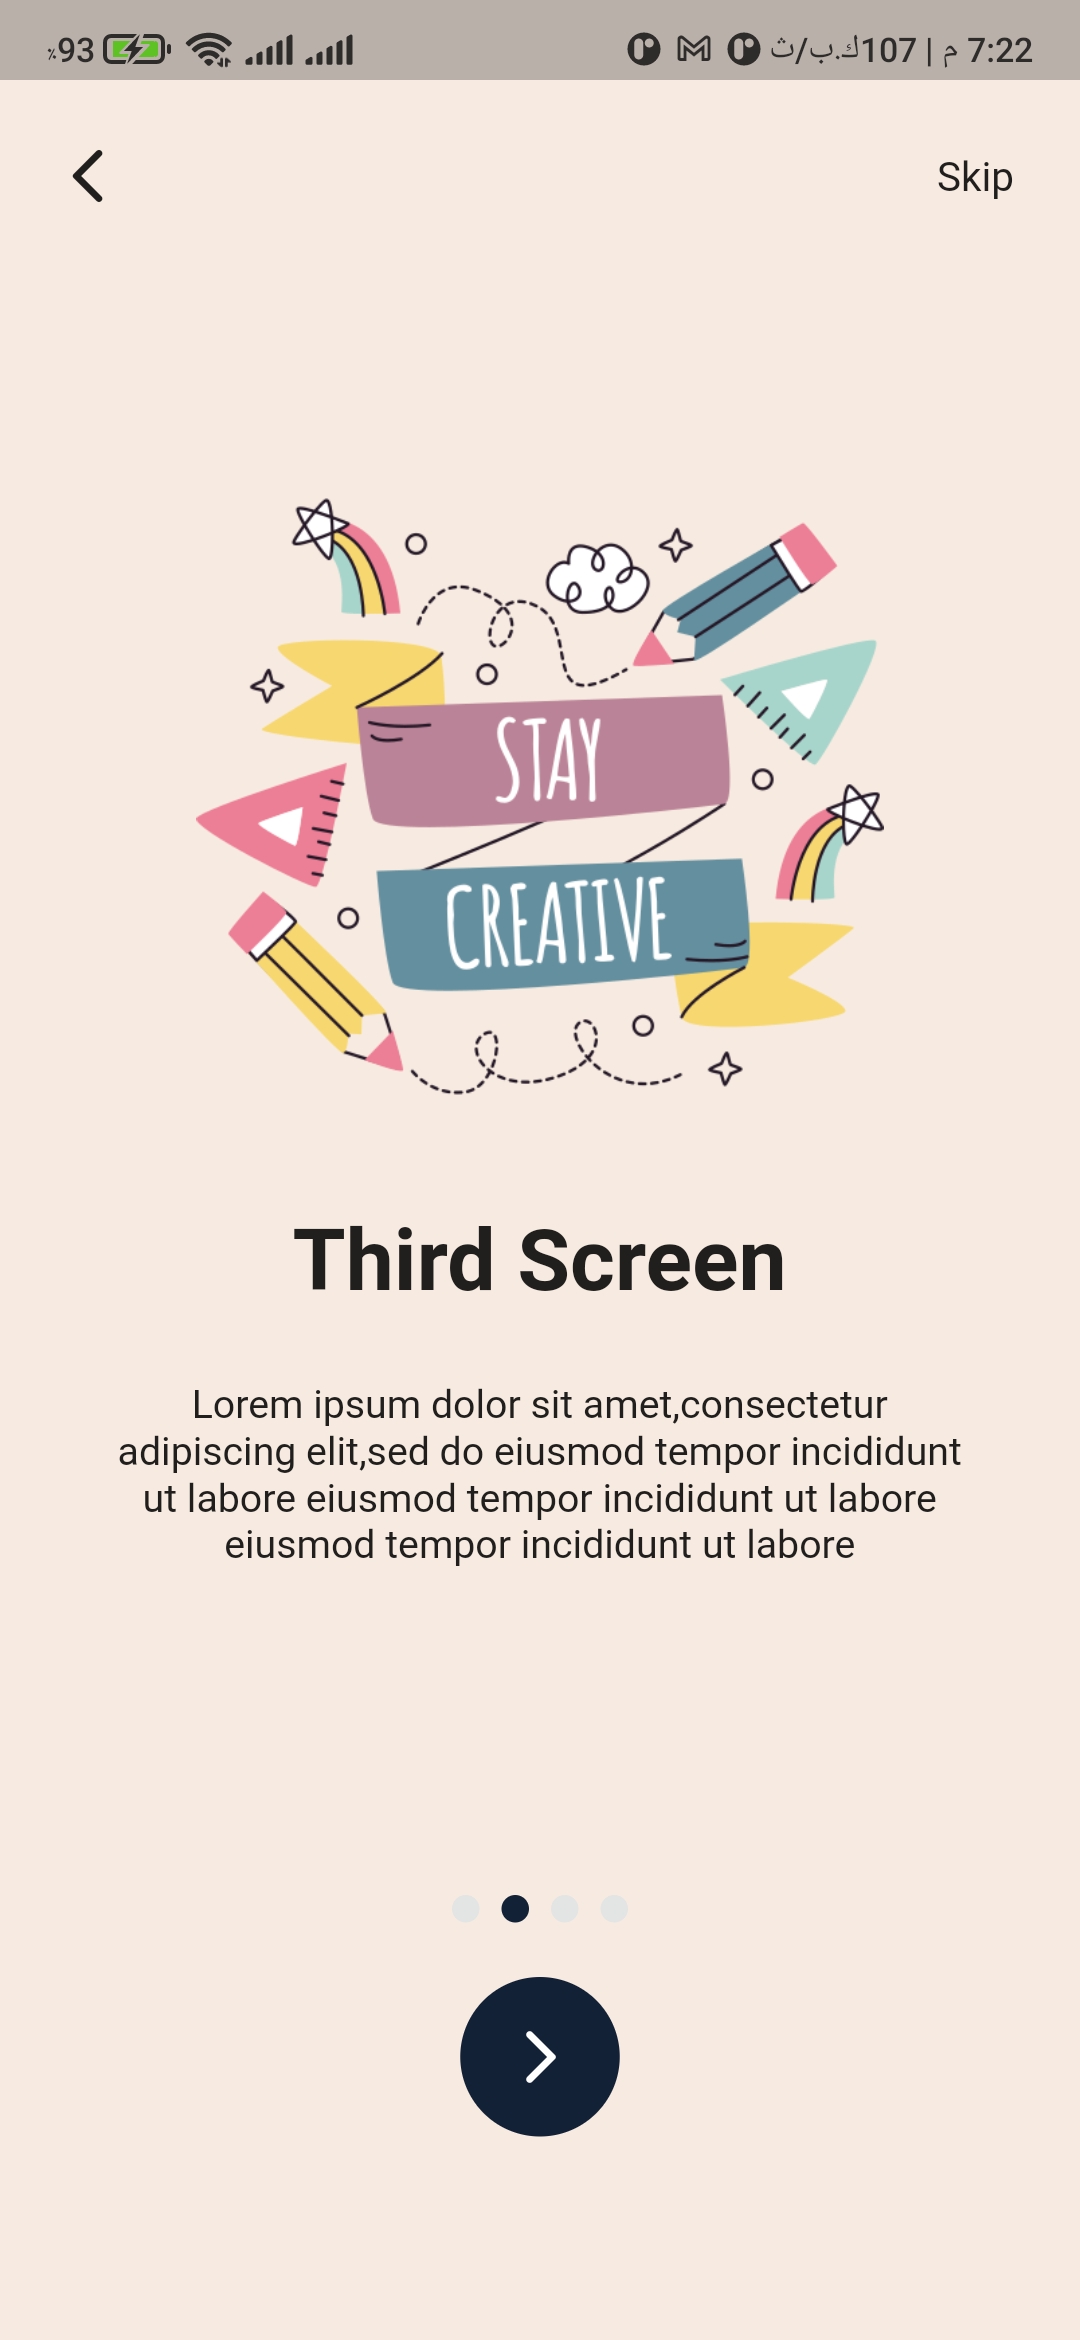 ٪93 107ك.ب/ث | م 7:22
Skip
STAY
CREATIVE
Third Screen
Lorem ipsum dolor sit amet,consectetur
adipiscing elit,sed do eiusmod tempor incididunt
ut labore eiusmod tempor incididunt ut labore
eiusmod tempor incididunt ut labore